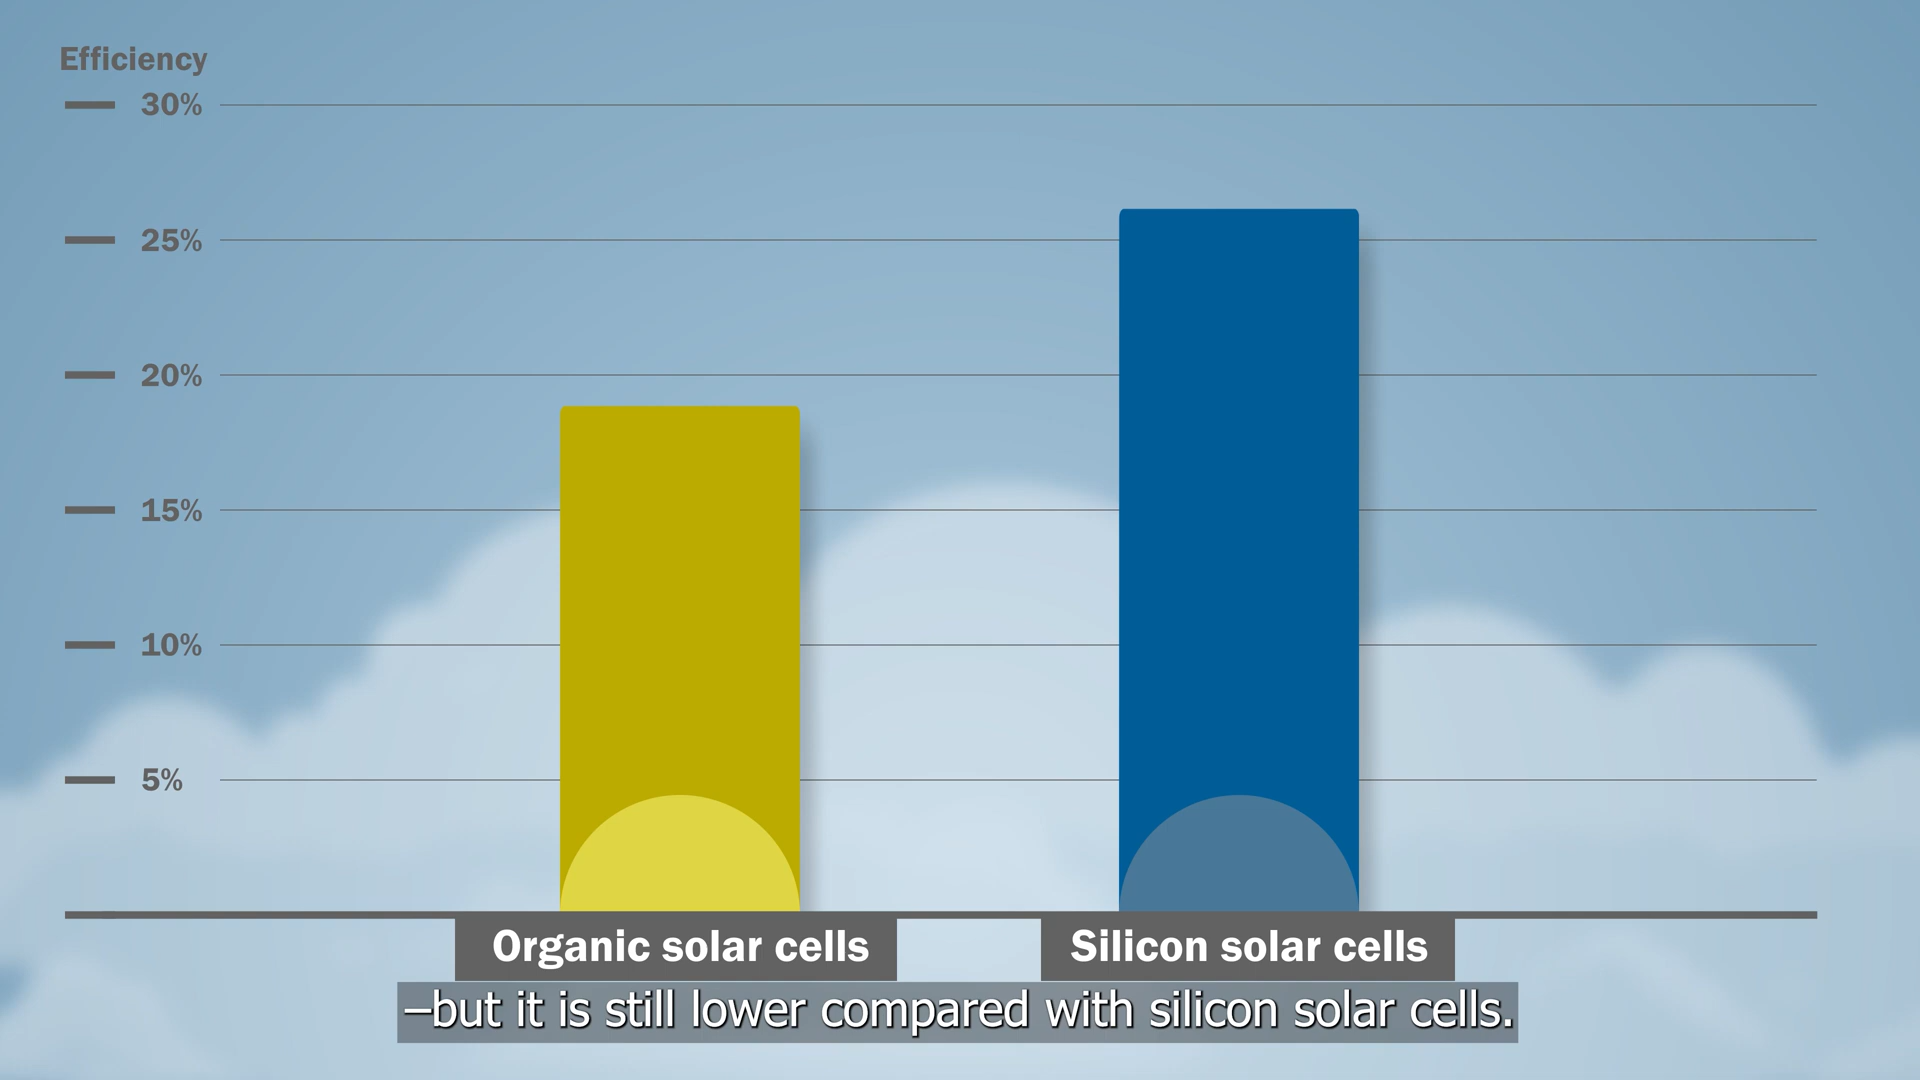 Efficiency
30%
25%
20%
15%
10%
5%
Organic solar cells
Silicon solar cells
–but it is still lower compared with silicon solar cells.